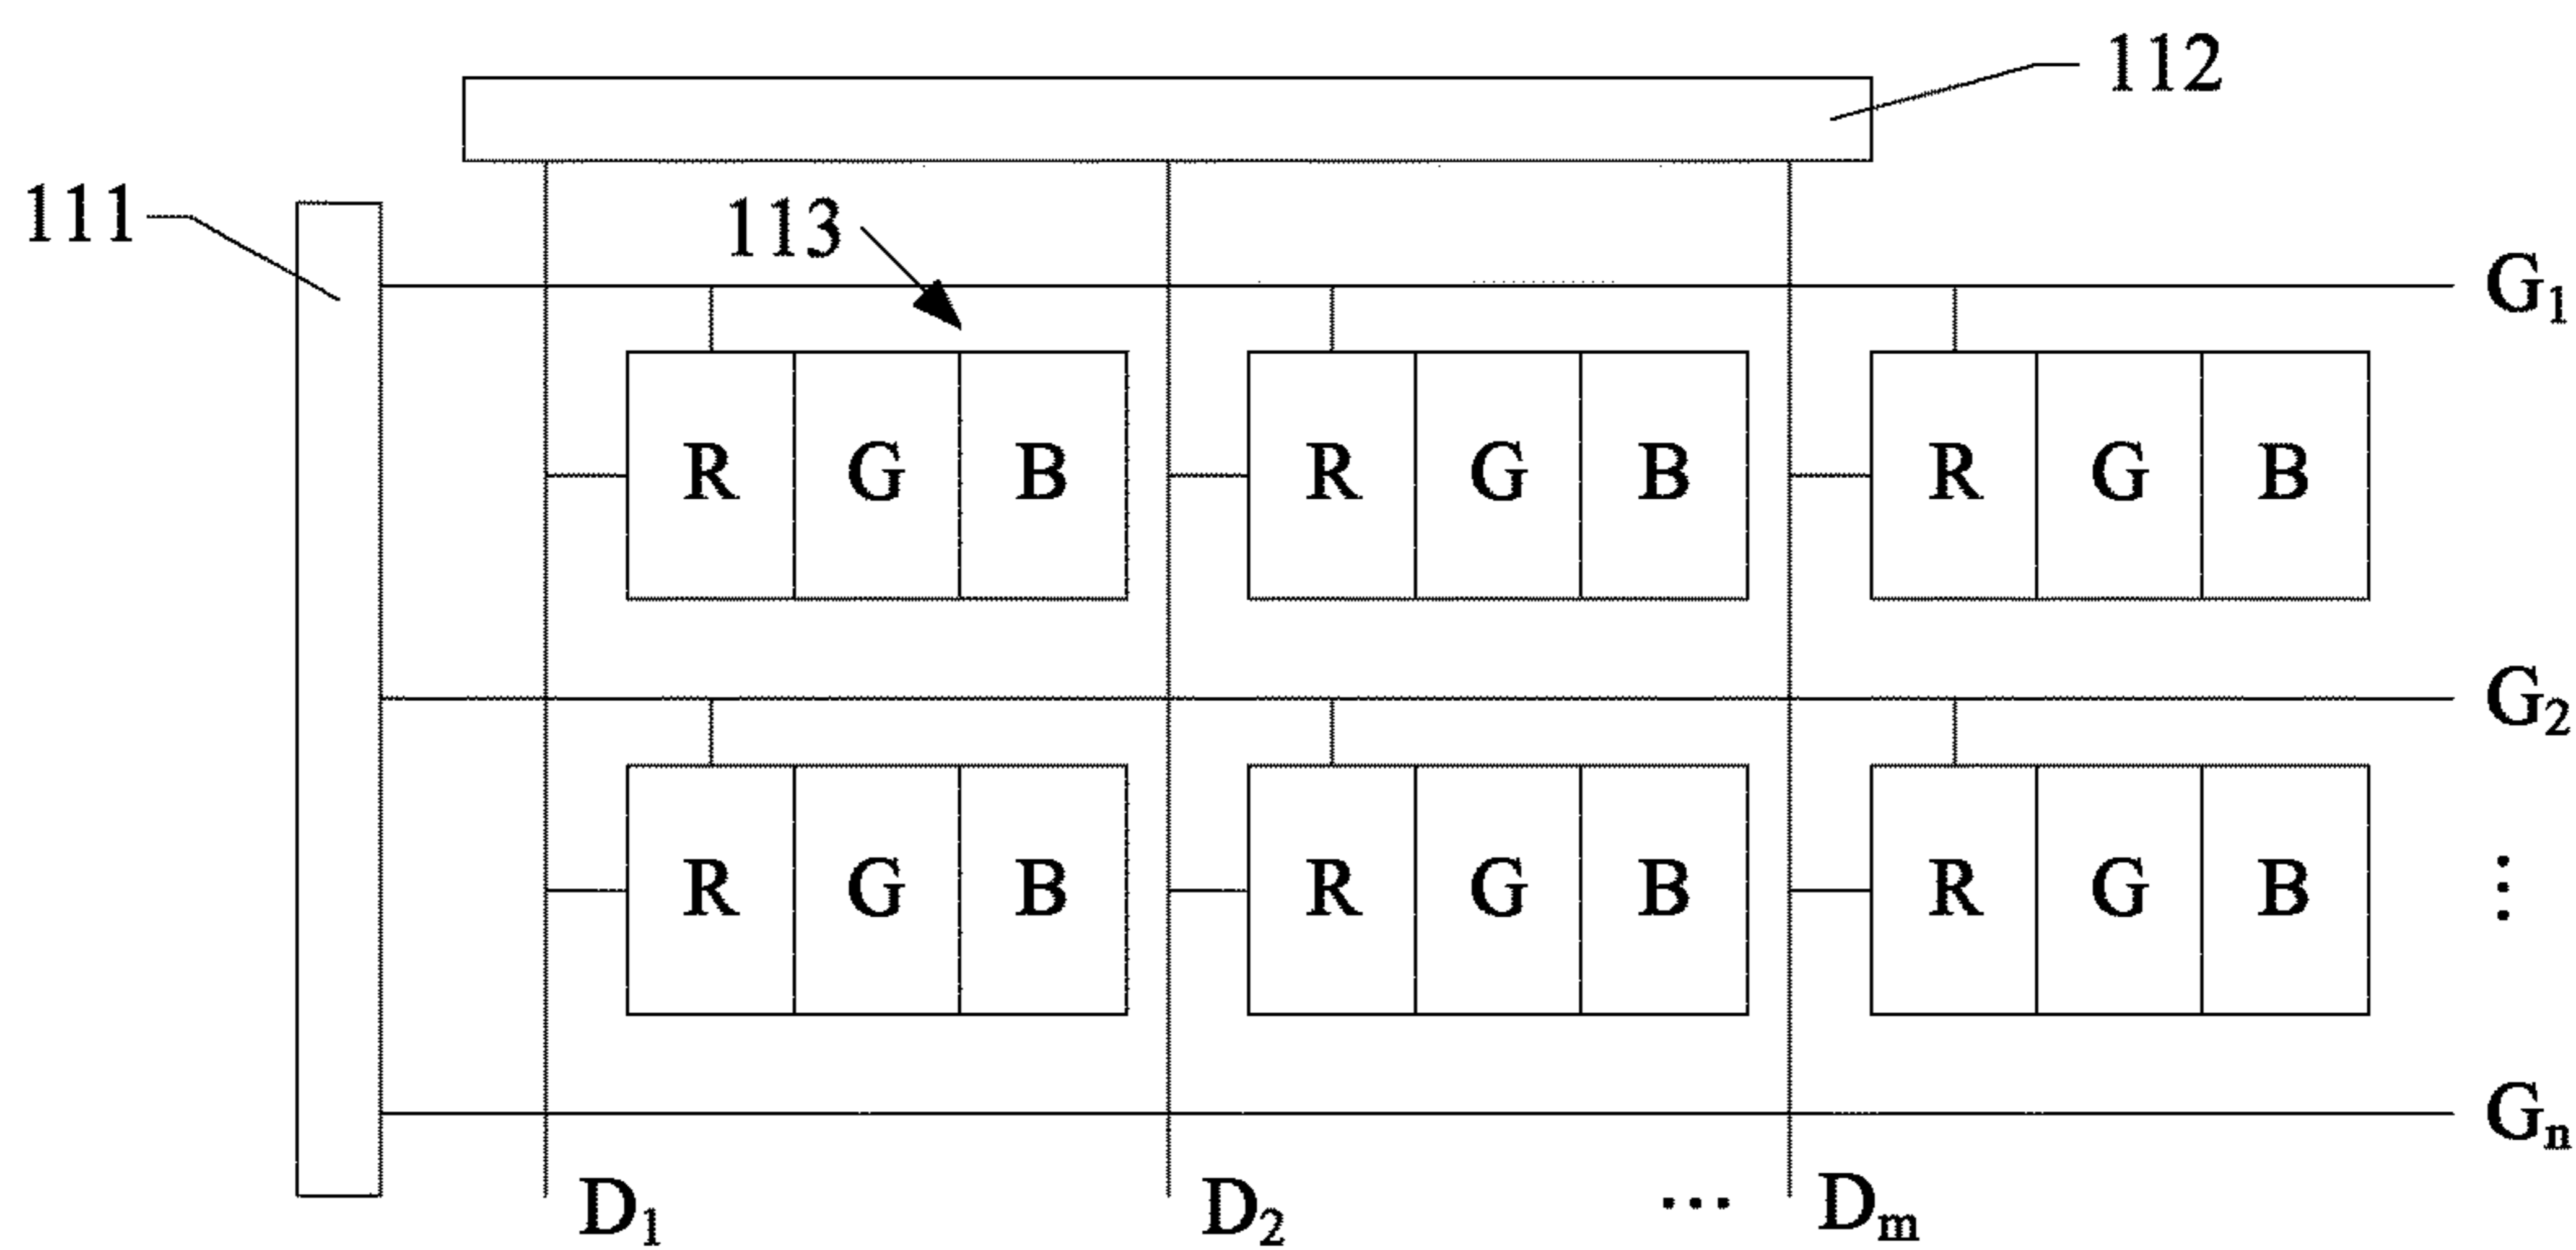 112
111
113
G₁
R G B R G B R G B
G₂
R G B R G B R G B
⋮
Gₙ
D₁ D₂ ... Dₘ